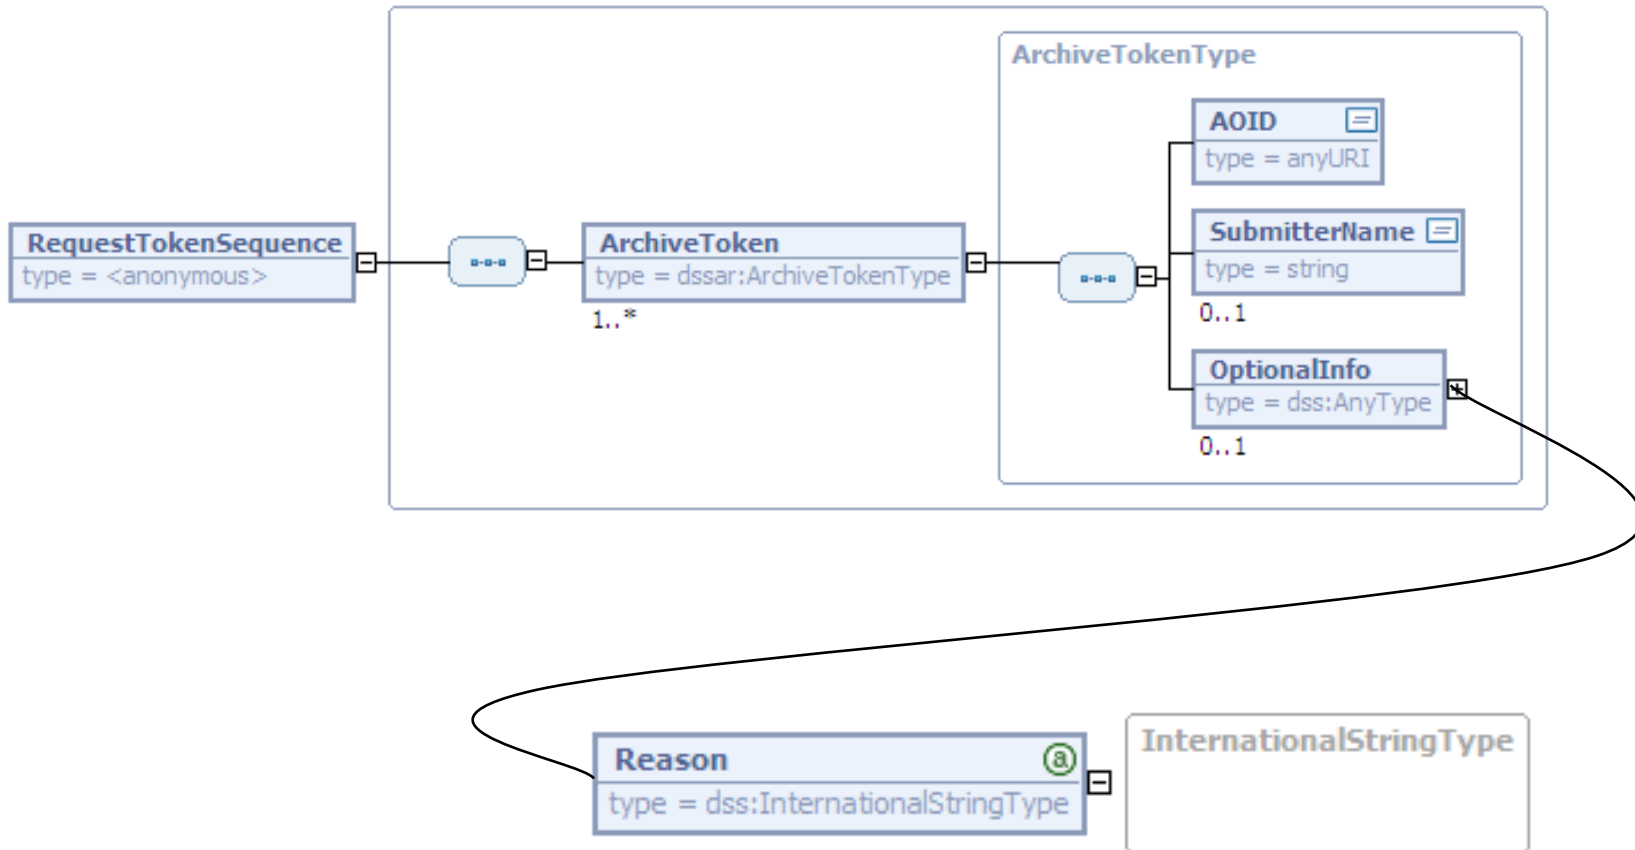 ArchiveTokenType
AOID
type = anyURI
RequestTokenSequence
type = <anonymous>
ArchiveToken
type = dssar:ArchiveTokenType
1..*
SubmitterName
type = string
0..1
OptionalInfo
type = dss:AnyType
0..1
Reason
a
type = dss:InternationalStringType
InternationalStringType